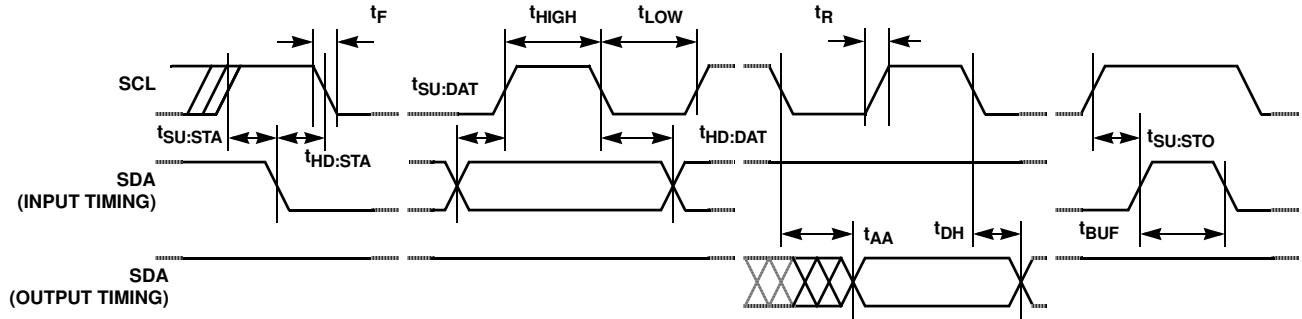 tF
tHIGH
tLOW
tR
SCL
tSU:DAT
tSU:STA
tHD:STA
tHD:DAT
tSU:STO
SDA
(INPUT TIMING)
tAA
tDH
tBUF
SDA
(OUTPUT TIMING)